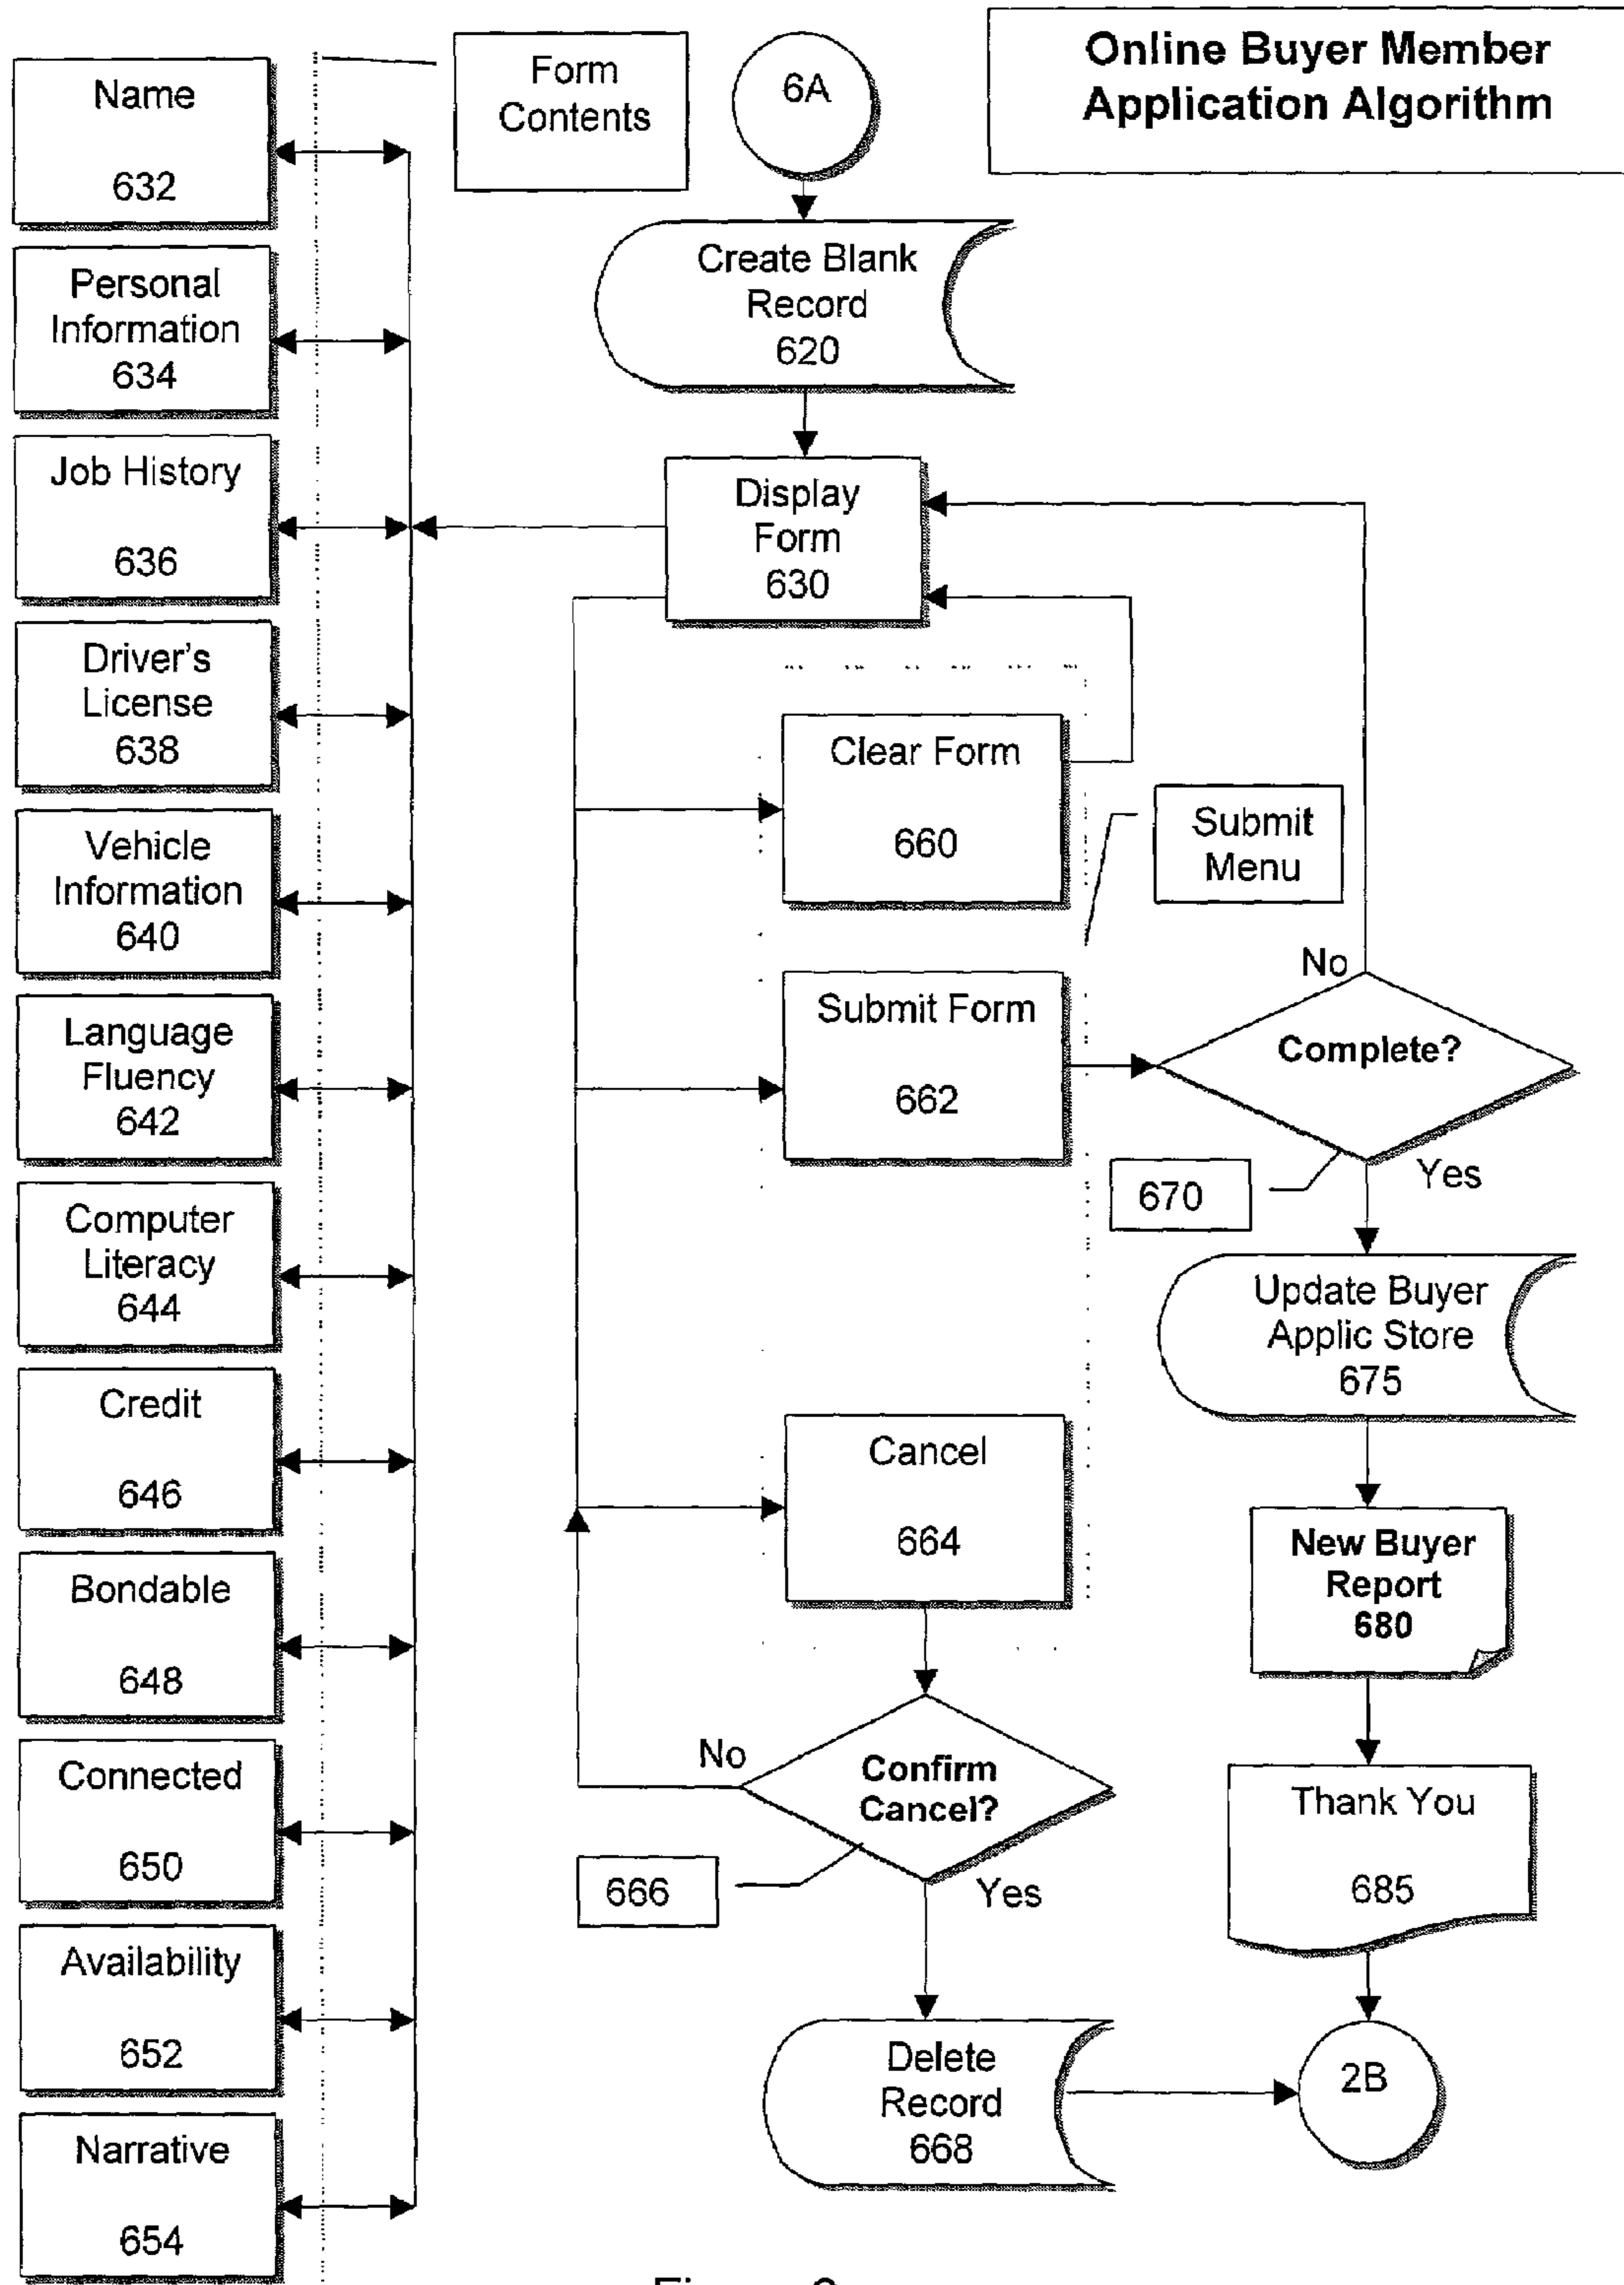 Online Buyer Member
Application Algorithm
Form
Contents
6A
Name
632
Personal
Information
634
Job History
636
Driver's
License
638
Vehicle
Information
640
Language
Fluency
642
Computer
Literacy
644
Credit
646
Bondable
648
Connected
650
Availability
652
Narrative
654
Create Blank
Record
620
Display
Form
630
Clear Form
660
Submit
Menu
Submit Form
662
No
Complete?
Yes
670
Update Buyer
Applic Store
675
Cancel
664
New Buyer
Report
680
No
Confirm
Cancel?
Yes
666
Thank You
685
Delete
Record
668
2B